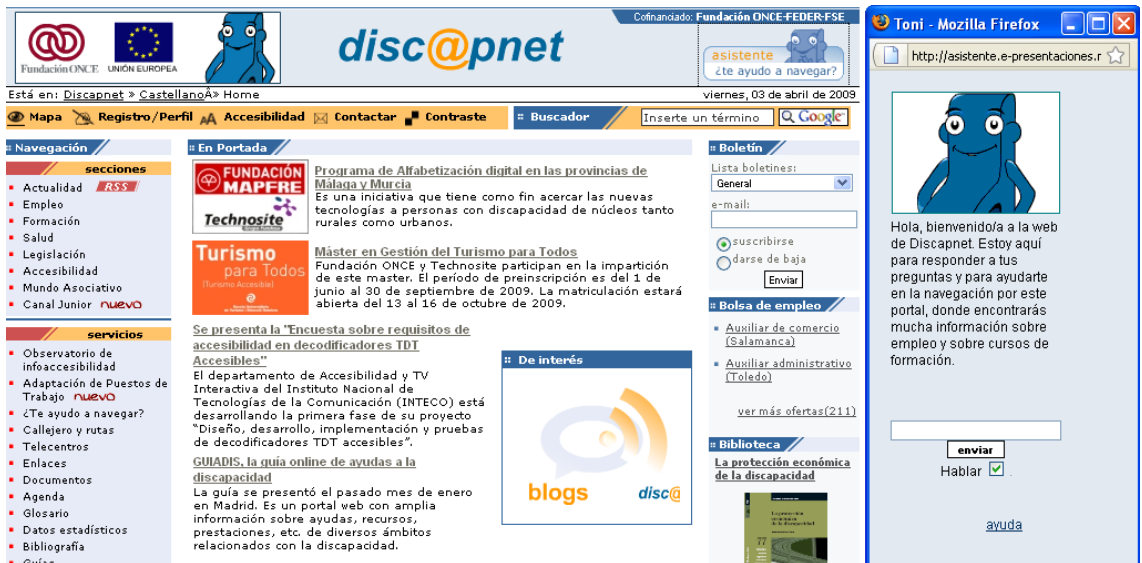 Cofinanciado: Fundación ONCE-FEDER-FSE
Fundación ONCE
UNIÓN EUROPEA
disc@pnet
asistente
¿te ayudo a navegar?
Está en: Discapnet » CastellanoÂ» Home
viernes, 03 de abril de 2009
Mapa Registro/Perfil Accesibilidad Contactar Contraste
Buscador
Inserte un término
Google
Navegación
secciones
Actualidad RSS
Empleo
Formación
Salud
Legislación
Accesibilidad
Mundo Asociativo
Canal Junior nuevo
servicios
Observatorio de
infoaccesibilidad
Adaptación de Puestos de
Trabajo nuevo
¿Te ayudo a navegar?
Callejero y rutas
Telecentros
Enlaces
Documentos
Agenda
Glosario
Datos estadísticos
Bibliografía
Guías
En Portada
FUNDACIÓN
MAPFRE
Technosite
Programa de Alfabetización digital en las provincias de
Málaga y Murcia
Es una iniciativa que tiene como fin acercar las nuevas
tecnologías a personas con discapacidad de núcleos tanto
rurales como urbanos.
Turismo
para Todos
(Turismo Accesible)
Máster en Gestión del Turismo para Todos
Fundación ONCE y Technosite participan en la impartición
de este master. El período de preinscripción es del 1 de
junio al 30 de septiembre de 2009. La matriculación estará
abierta del 13 al 16 de octubre de 2009.
Se presenta la "Encuesta sobre requisitos de
accesibilidad en decodificadores TDT
Accesibles"
El departamento de Accesibilidad y TV
Interactiva del Instituto Nacional de
Tecnologías de la Comunicación (INTECO) está
desarrollando la primera fase de su proyecto
"Diseño, desarrollo, implementación y pruebas
de decodificadores TDT accesibles".
GUIADIS, la guía online de ayudas a la
discapacidad
La guía se presentó el pasado mes de enero
en Madrid. Es un portal web con amplia
información sobre ayudas, recursos,
prestaciones, etc. de diversos ámbitos
relacionados con la discapacidad.
De interés
blogs
disc@
Boletín
Lista boletines:
General
e-mail:
suscribirse
darse de baja
Enviar
Bolsa de empleo
Auxiliar de comercio
(Salamanca)
Auxiliar administrativo
(Toledo)
ver más ofertas(211)
Biblioteca
La protección económica
de la discapacidad
La protección
económica
de la discapacidad
77
Toni - Mozilla Firefox
http://asistente.e-presentaciones.r
Hola, bienvenido/a a la web
de Discapnet. Estoy aquí
para responder a tus
preguntas y para ayudarte
en la navegación por este
portal, donde encontrarás
mucha información sobre
empleo y sobre cursos de
formación.
enviar
Hablar .
ayuda